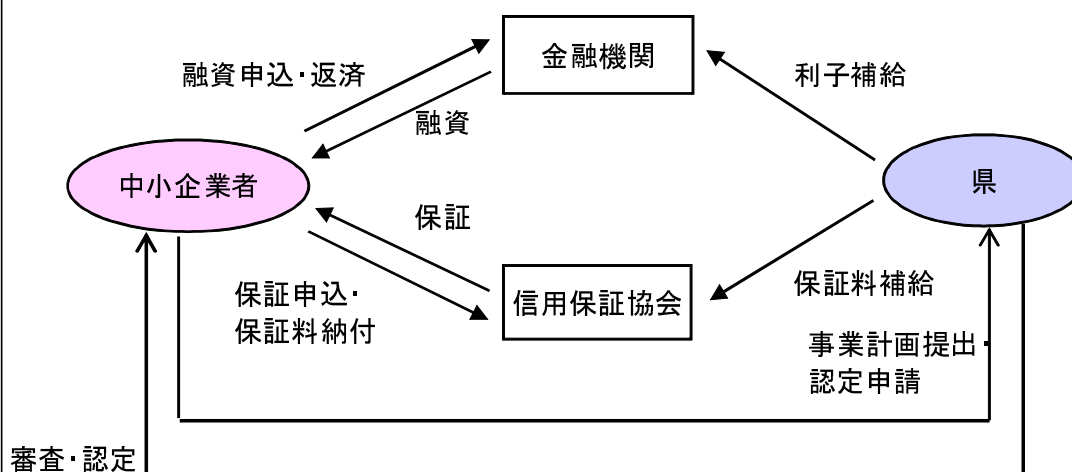 金融機関
融資申込・返済
利子補給
融資
中小企業者
県
保証
保証申込・
保証料納付
信用保証協会
保証料補給
事業計画提出・
認定申請
審査・認定